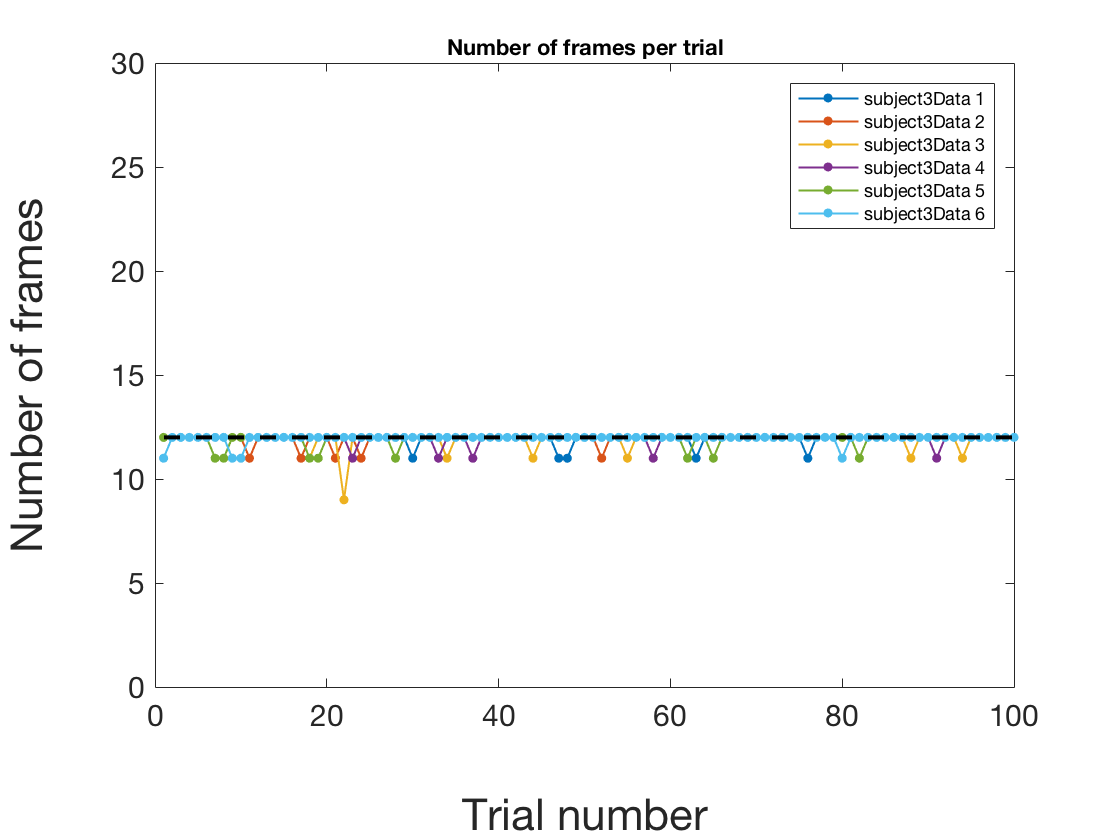 Number of frames per trial
30
25
20
15
10
5
0
0 20 40 60 80 100
Number of frames
Trial number
subject3Data 1
subject3Data 2
subject3Data 3
subject3Data 4
subject3Data 5
subject3Data 6